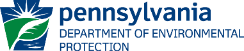 pennsylvania
DEPARTMENT OF ENVIRONMENTAL
PROTECTION